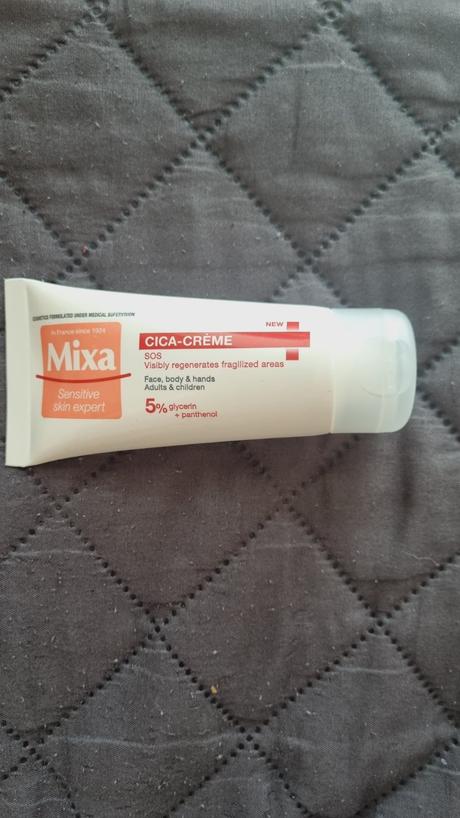 COSMETICS FORMULATED UNDER MEDICAL SUPERVISION
In France since 1924
Mixa
Sensitive
skin expert
NEW
CICA-CRÈME
SOS
Visibly regenerates fragilized areas
Face, body & hands
Adults & children
5% glycerin
+ panthenol